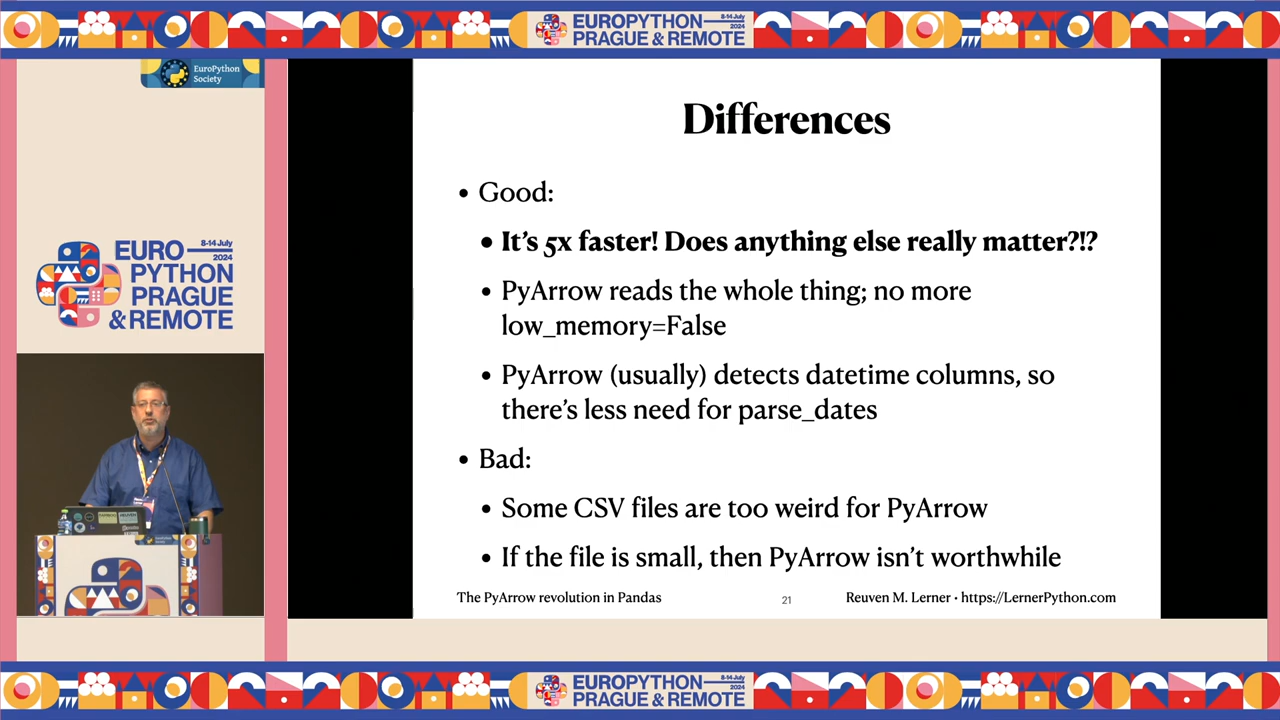 EUROPYTHON
PRAGUE & REMOTE
8-14 July
2024
EuroPython
Society
EURO
PYTHON
PRAGUE
& REMOTE
8-14 July
2024
Differences
• Good:
• It's 5x faster! Does anything else really matter?!?
• PyArrow reads the whole thing; no more
low_memory=False
• PyArrow (usually) detects datetime columns, so
there's less need for parse_dates
• Bad:
• Some CSV files are too weird for PyArrow
• If the file is small, then PyArrow isn't worthwhile
The PyArrow revolution in Pandas
21
Reuven M. Lerner • https://LernerPython.com
EUROPYTHON
PRAGUE & REMOTE
8-14 July
2024